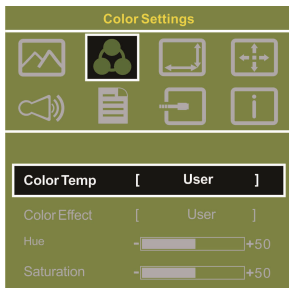 Color Settings
i
Color Temp [ User ]
Color Effect [ User ]
Hue - +50
Saturation - +50